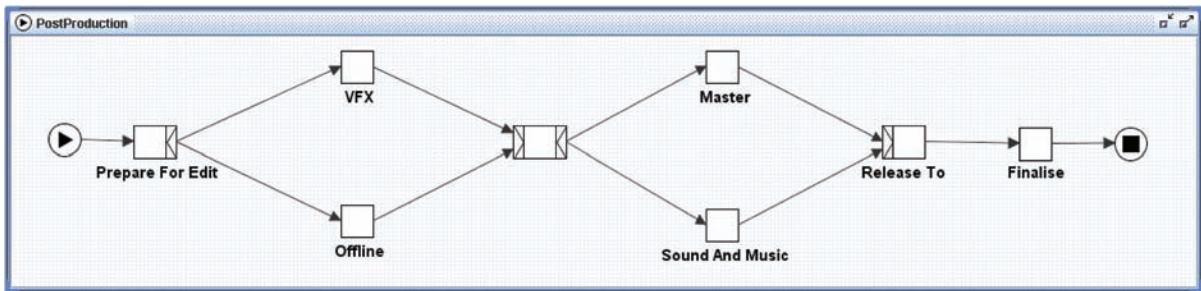 PostProduction
VFX
Master
Prepare For Edit
Release To
Finalise
Offline
Sound And Music